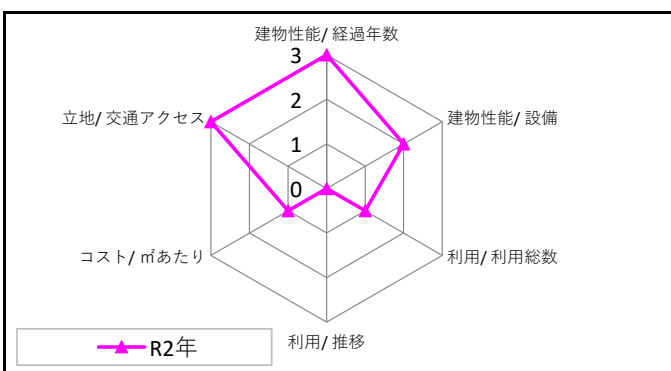 建物性能/ 経過年数
3
立地/ 交通アクセス
建物性能/ 設備
2
1
0
コスト/ ㎡あたり
利用/ 利用総数
利用/ 推移
R2年